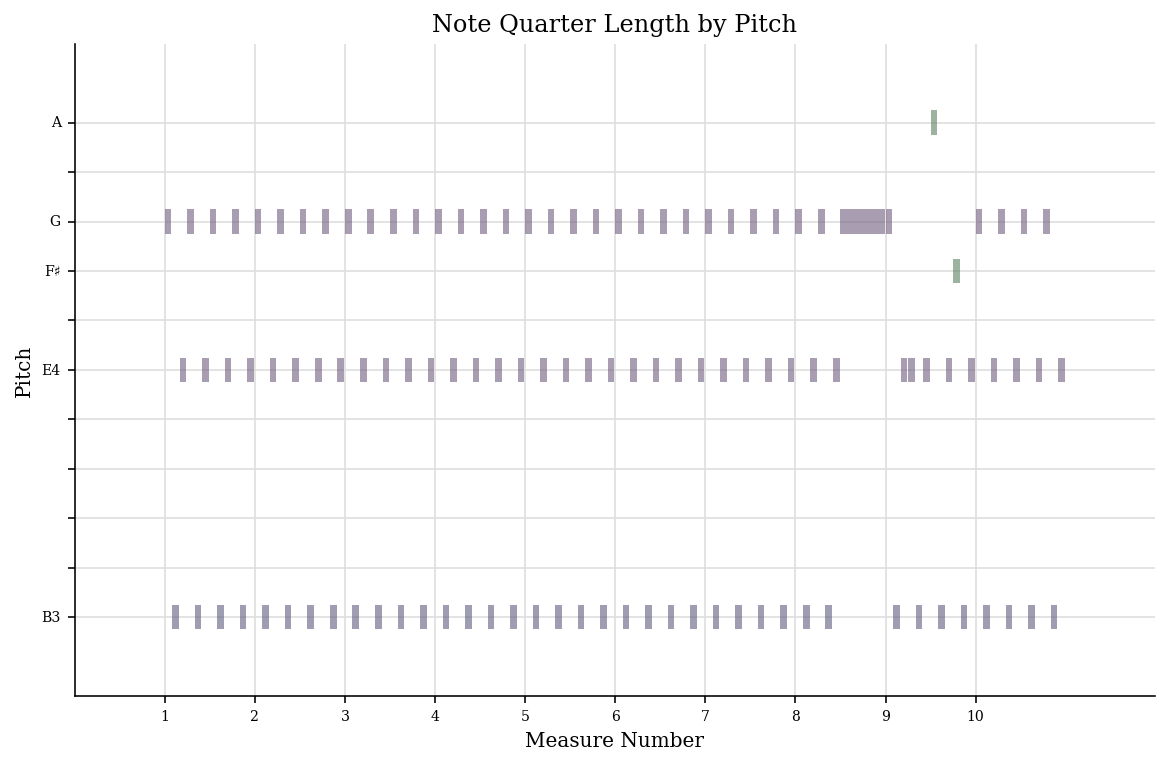 Note Quarter Length by Pitch
A
G
F♯
E4
B3
Pitch
1 2 3 4 5 6 7 8 9 10
Measure Number